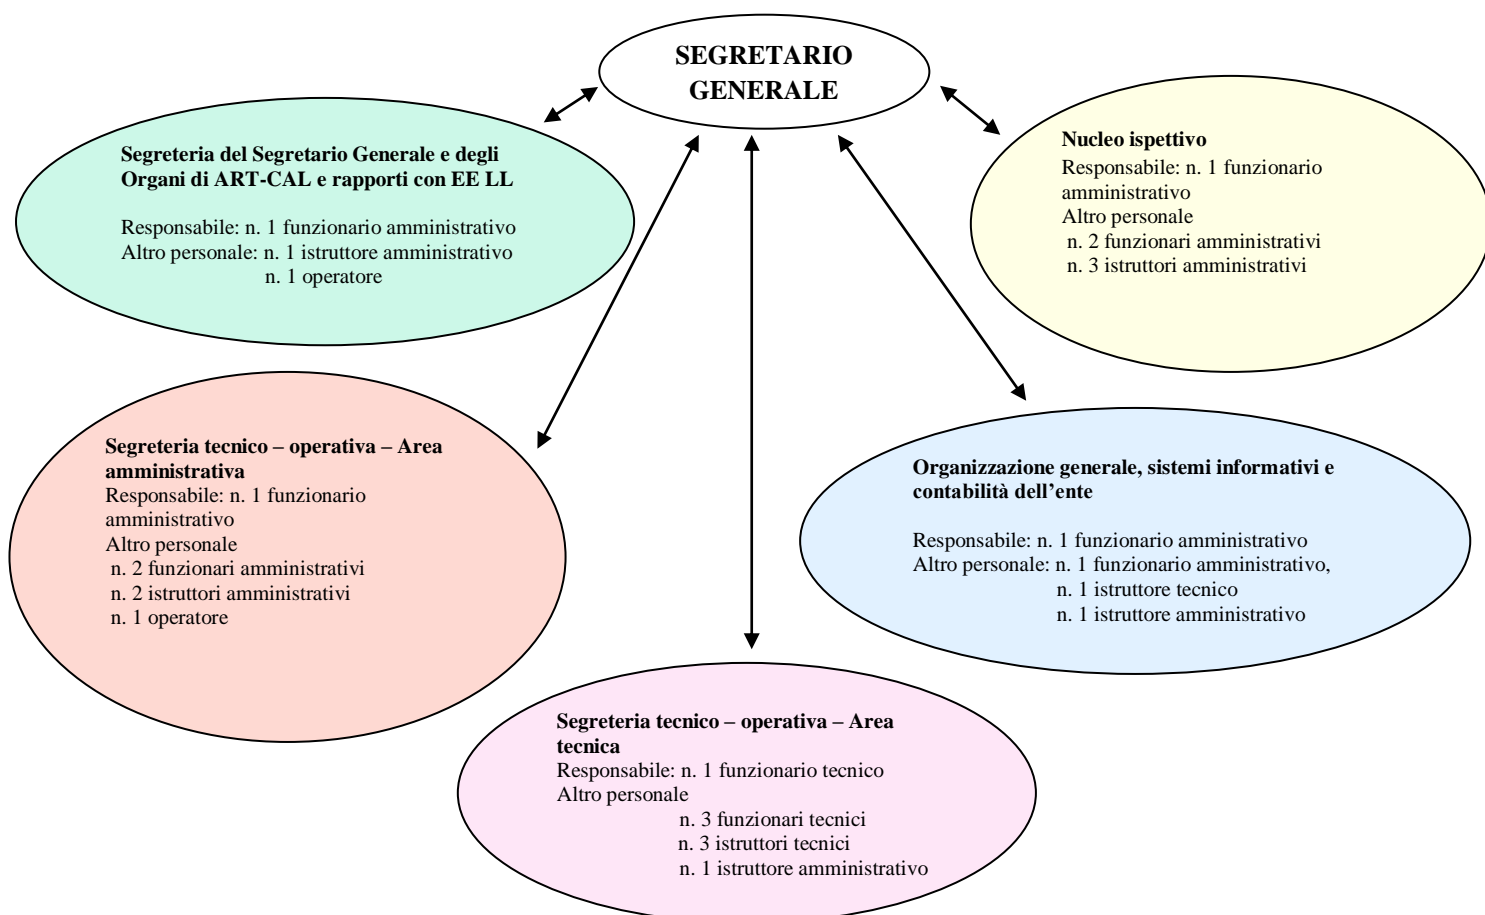 SEGRETARIO
GENERALE
Segreteria del Segretario Generale e degli
Organi di ART-CAL e rapporti con EE LL
Responsabile: n. 1 funzionario amministrativo
Altro personale: n. 1 istruttore amministrativo
n. 1 operatore
Nucleo ispettivo
Responsabile: n. 1 funzionario
amministrativo
Altro personale
n. 2 funzionari amministrativi
n. 3 istruttori amministrativi
Segreteria tecnico – operativa – Area
amministrativa
Responsabile: n. 1 funzionario
amministrativo
Altro personale
n. 2 funzionari amministrativi
n. 2 istruttori amministrativi
n. 1 operatore
Organizzazione generale, sistemi informativi e
contabilità dell’ente
Responsabile: n. 1 funzionario amministrativo
Altro personale: n. 1 funzionario amministrativo,
n. 1 istruttore tecnico
n. 1 istruttore amministrativo
Segreteria tecnico – operativa – Area
tecnica
Responsabile: n. 1 funzionario tecnico
Altro personale
n. 3 funzionari tecnici
n. 3 istruttori tecnici
n. 1 istruttore amministrativo